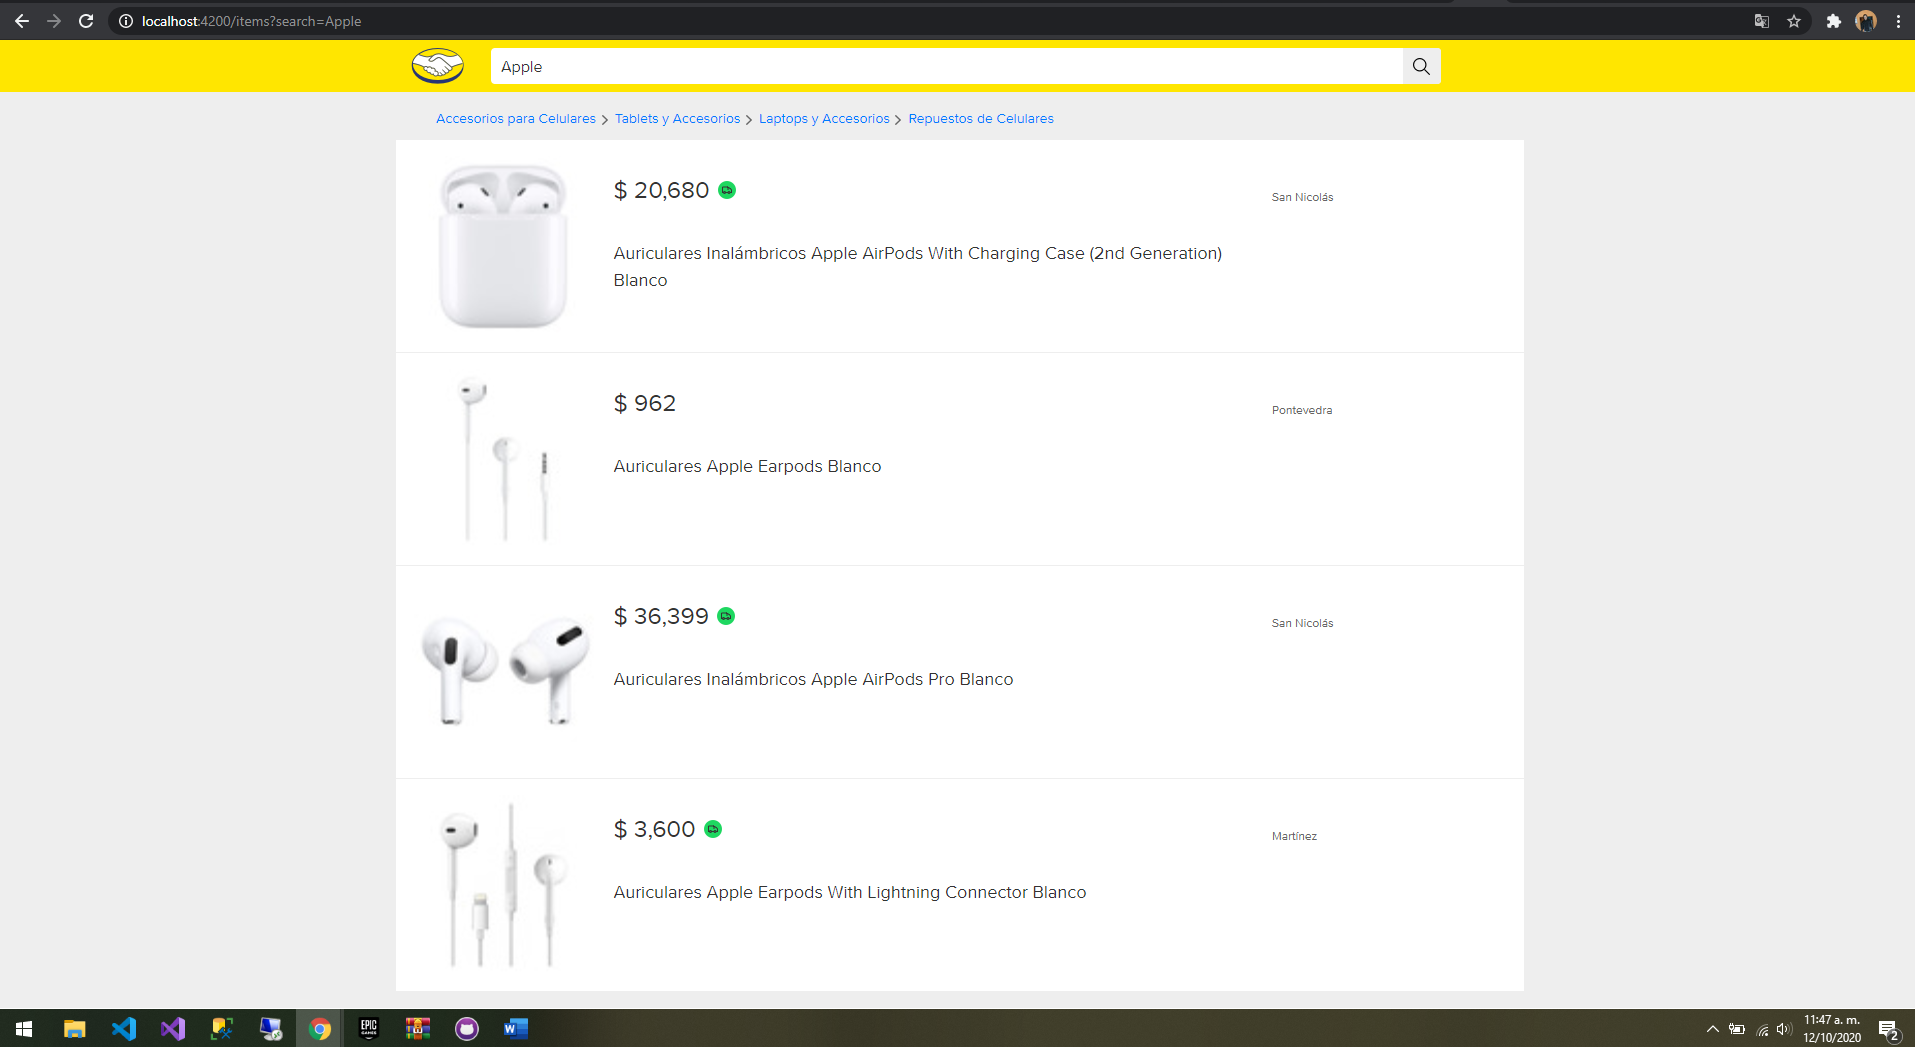 localhost:4200/items?search=Apple
Apple
Accesorios para Celulares > Tablets y Accesorios > Laptops y Accesorios > Repuestos de Celulares
$ 20,680
San Nicolás
Auriculares Inalámbricos Apple AirPods With Charging Case (2nd Generation)
Blanco
$ 962
Pontevedra
Auriculares Apple Earpods Blanco
$ 36,399
San Nicolás
Auriculares Inalámbricos Apple AirPods Pro Blanco
$ 3,600
Martínez
Auriculares Apple Earpods With Lightning Connector Blanco
EPIC
GAMES
W
11:47 a. m.
12/10/2020
2